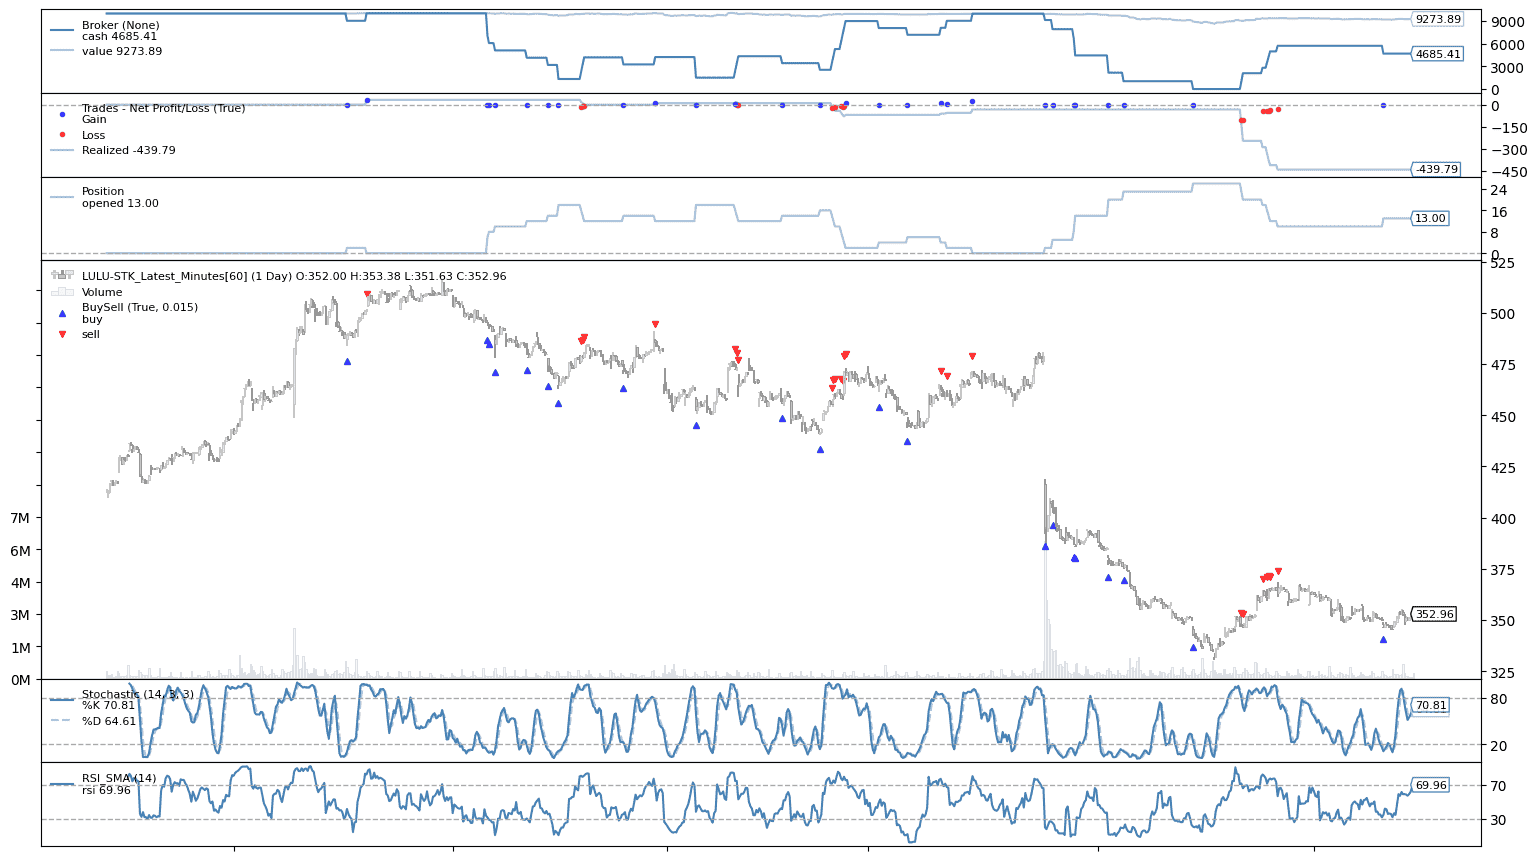 Broker (None)
cash 4685.41
value 9273.89
9273.89
4685.41
9000
6000
3000
0
Trades - Net Profit/Loss (True)
Gain
Loss
Realized -439.79
-439.79
0
−150
−300
−450
Position
opened 13.00
13.00
24
16
8
0
LULU-STK_Latest_Minutes[60] (1 Day) O:352.00 H:353.38 L:351.63 C:352.96
Volume
BuySell (True, 0.015)
buy
sell
352.96
525
500
475
450
425
400
375
350
325
7M
6M
4M
3M
1M
0M
Stochastic (14, 3, 3)
%K 70.81
%D 64.61
70.81
80
20
RSI_SMA (14)
rsi 69.96
69.96
70
30